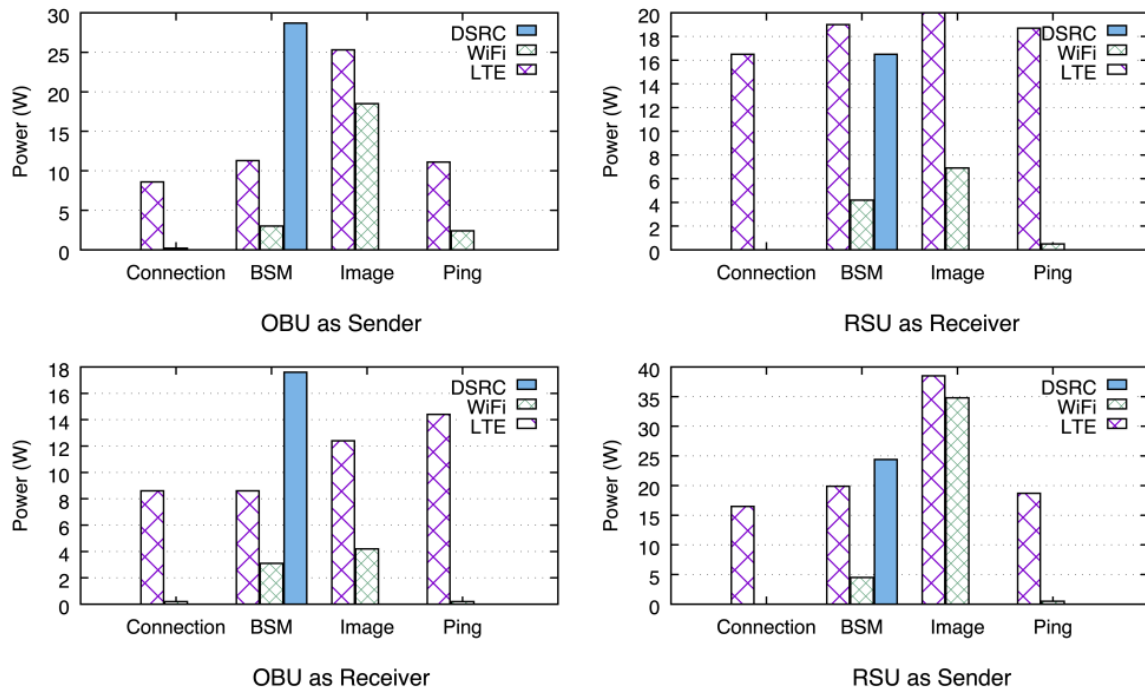 30
25
20
15
10
5
0
Power (W)
DSRC
WiFi
LTE
Connection BSM Image Ping
OBU as Sender
20
18
16
14
12
10
8
6
4
2
0
Power (W)
DSRC
WiFi
LTE
Connection BSM Image Ping
RSU as Receiver
18
16
14
12
10
8
6
4
2
0
Power (W)
DSRC
WiFi
LTE
Connection BSM Image Ping
OBU as Receiver
40
35
30
25
20
15
10
5
0
Power (W)
DSRC
WiFi
LTE
Connection BSM Image Ping
RSU as Sender